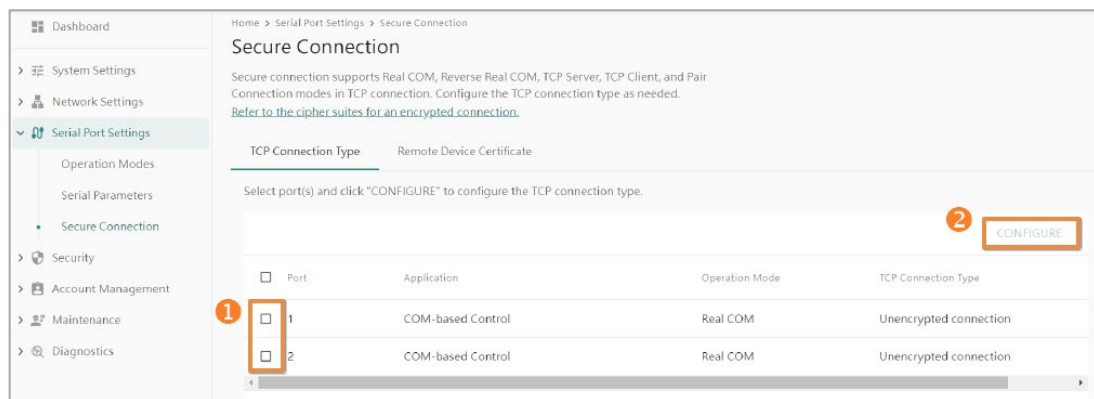 Dashboard
System Settings
Network Settings
Serial Port Settings
Operation Modes
Serial Parameters
Secure Connection
Security
Account Management
Maintenance
Diagnostics
Home > Serial Port Settings > Secure Connection
Secure Connection
Secure connection supports Real COM, Reverse Real COM, TCP Server, TCP Client, and Pair
Connection modes in TCP connection. Configure the TCP connection type as needed.
Refer to the cipher suites for an encrypted connection.
TCP Connection Type Remote Device Certificate
Select port(s) and click "CONFIGURE" to configure the TCP connection type.
2 CONFIGURE
Port Application Operation Mode TCP Connection Type
1 1 COM-based Control Real COM Unencrypted connection
2 COM-based Control Real COM Unencrypted connection